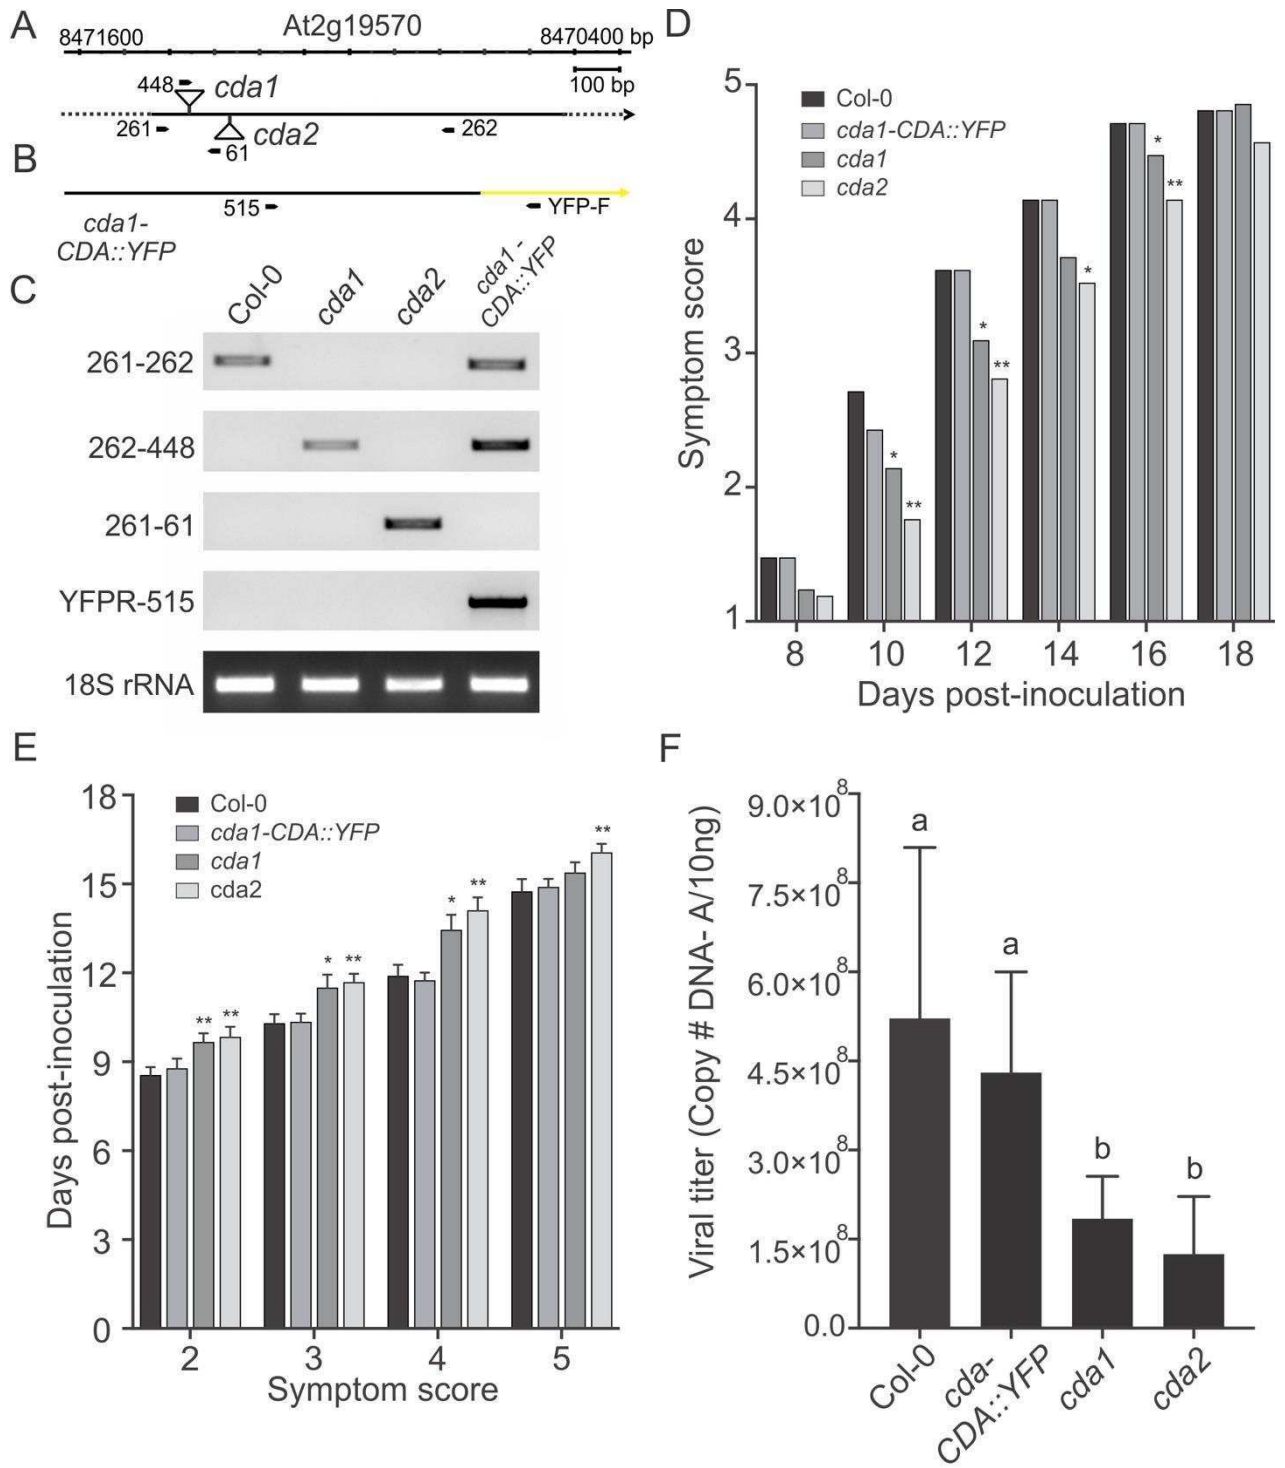 A
At2g19570
8471600
8470400 bp
100 bp
448
cda1
261
cda2
262
61
B
515
YFP-F
cda1-
CDA::YFP
C
Col-0
cda1
cda2
cda1-
CDA::YFP
261-262
262-448
261-61
YFPR-515
18S rRNA
D
Symptom score
5
4
3
2
1
Col-0
cda1-CDA::YFP
cda1
cda2
*
**
*
**
*
*
**
8
10
12
14
16
18
Days post-inoculation
E
Days post-inoculation
18
15
12
9
6
3
0
Col-0
cda1-CDA::YFP
cda1
cda2
**
**
*
**
*
**
**
2
3
4
5
Symptom score
F
Viral titer (Copy # DNA- A/10ng)
9.0×10⁸
7.5×10⁸
6.0×10⁸
4.5×10⁸
3.0×10⁸
1.5×10⁸
0.0
a
a
b
b
Col-0
cda-
CDA::YFP
cda1
cda2